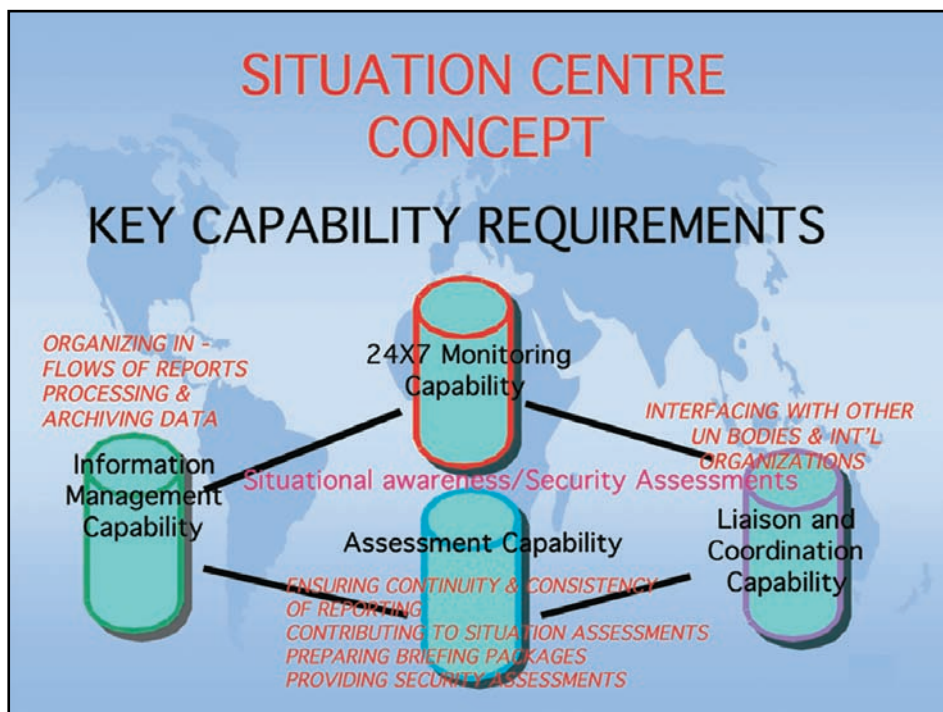 SITUATION CENTRE
CONCEPT
KEY CAPABILITY REQUIREMENTS
ORGANIZING IN -
FLOWS OF REPORTS
PROCESSING &
ARCHIVING DATA
24X7 Monitoring
Capability
INTERFACING WITH OTHER
UN BODIES & INT'L
ORGANIZATIONS
Information
Management
Capability
Situational awareness/Security Assessments
Assessment Capability
Liaison and
Coordination
Capability
ENSURING CONTINUITY & CONSISTENCY
OF REPORTING
CONTRIBUTING TO SITUATION ASSESSMENTS
PREPARING BRIEFING PACKAGES
PROVIDING SECURITY ASSESSMENTS